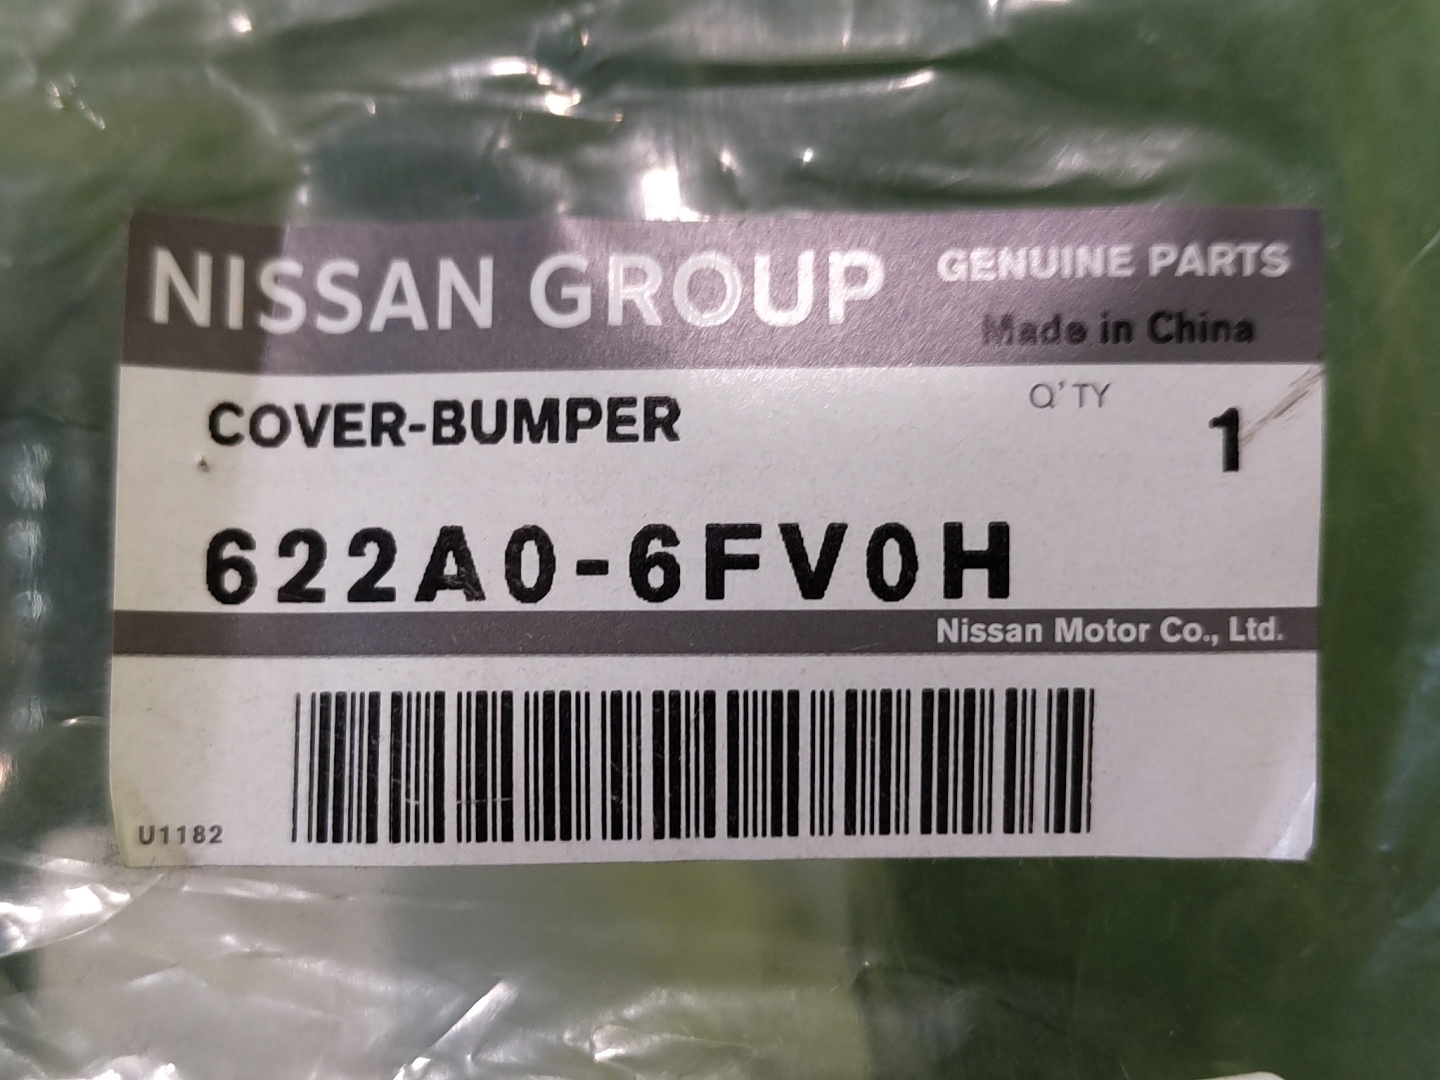 NISSAN GROUP GENUINE PARTS
Made in China
COVER-BUMPER Q'TY 1
622A0-6FV0H
Nissan Motor Co., Ltd.
U1182